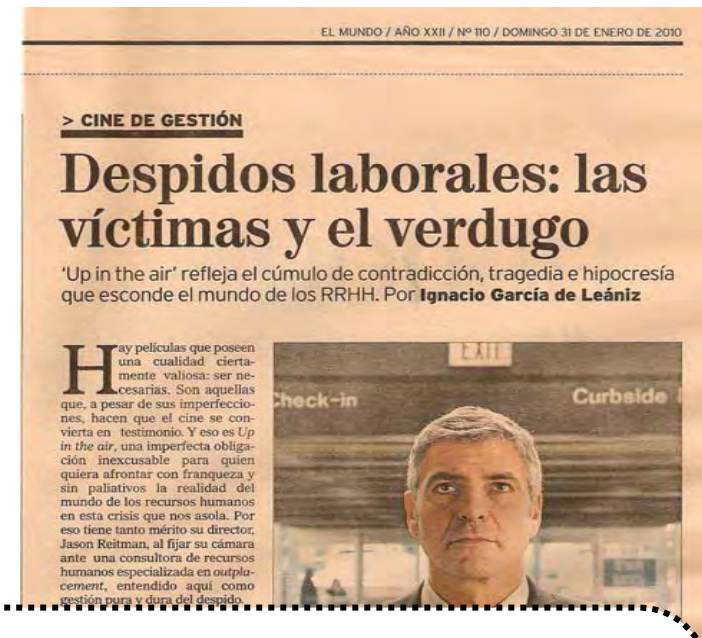 EL MUNDO / AÑO XXII / Nº 110 / DOMINGO 31 DE ENERO DE 2010
> CINE DE GESTIÓN
Despidos laborales: las
víctimas y el verdugo
'Up in the air' refleja el cúmulo de contradicción, tragedia e hipocresía
que esconde el mundo de los RRHH. Por Ignacio García de Leániz
Hay películas que poseen
una cualidad cierta-
mente valiosa: ser ne-
cesarias. Son aquellas
que, a pesar de sus imperfeccio-
nes, hacen que el cine se con-
vierta en testimonio. Y eso es Up
in the air, una imperfecta obliga-
ción inexcusable para quien
quiera afrontar con franqueza y
sin paliativos la realidad del
mundo de los recursos humanos
en esta crisis que nos asola. Por
eso tiene tanto mérito su director,
Jason Reitman, al fijar su cámara
ante una consultora de recursos
humanos especializada en outpla-
cement, entendido aquí como
gestión pura y dura del despido.
EXIT
Check-in
Curbside